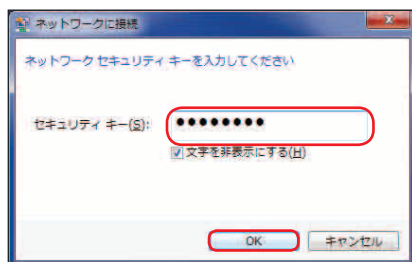 ネットワークに接続
ネットワーク セキュリティ キーを入力してください
セキュリティ キー(S): ●●●●●●●●
文字を非表示にする(H)
OK キャンセル